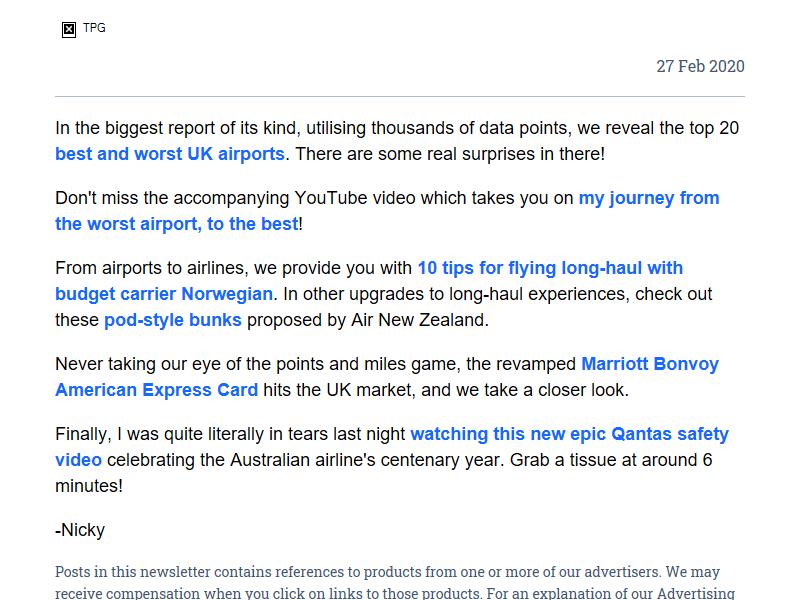 TPG
27 Feb 2020
In the biggest report of its kind, utilising thousands of data points, we reveal the top 20
best and worst UK airports. There are some real surprises in there!
Don't miss the accompanying YouTube video which takes you on my journey from
the worst airport, to the best!
From airports to airlines, we provide you with 10 tips for flying long-haul with
budget carrier Norwegian. In other upgrades to long-haul experiences, check out
these pod-style bunks proposed by Air New Zealand.
Never taking our eye of the points and miles game, the revamped Marriott Bonvoy
American Express Card hits the UK market, and we take a closer look.
Finally, I was quite literally in tears last night watching this new epic Qantas safety
video celebrating the Australian airline's centenary year. Grab a tissue at around 6
minutes!
-Nicky
Posts in this newsletter contains references to products from one or more of our advertisers. We may
receive compensation when you click on links to those products. For an explanation of our Advertising